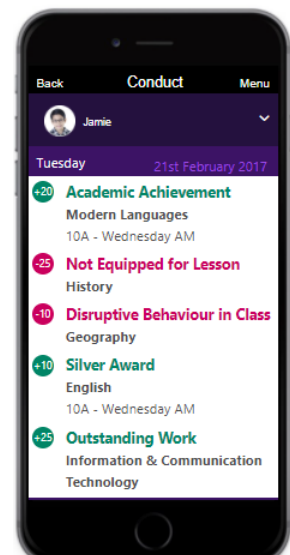 Back Conduct Menu
Jamie
Tuesday 21st February 2017
+20 Academic Achievement
Modern Languages
10A - Wednesday AM
-25 Not Equipped for Lesson
History
-10 Disruptive Behaviour in Class
Geography
+10 Silver Award
English
10A - Wednesday AM
+25 Outstanding Work
Information & Communication
Technology